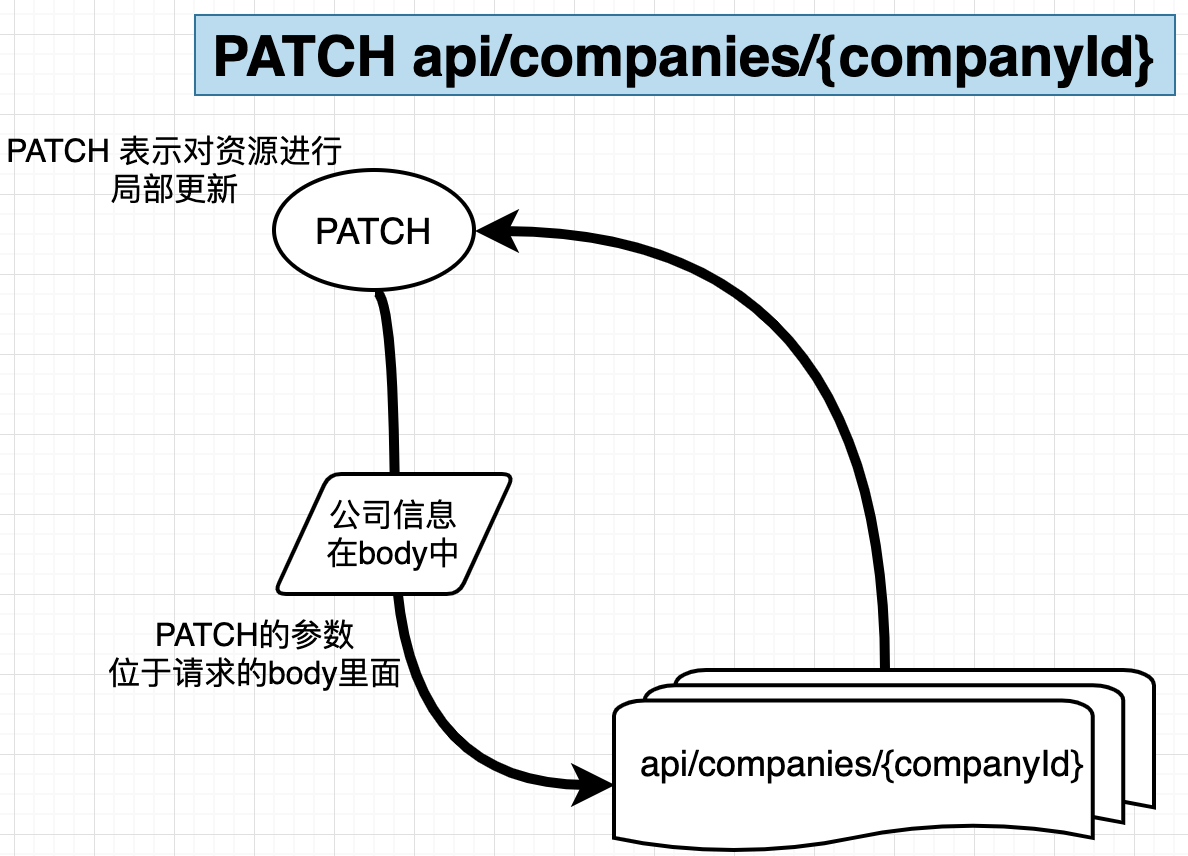 PATCH api/companies/{companyId}
PATCH 表示对资源进行
局部更新
PATCH
公司信息
在body中
PATCH的参数
位于请求的body里面
api/companies/{companyId}